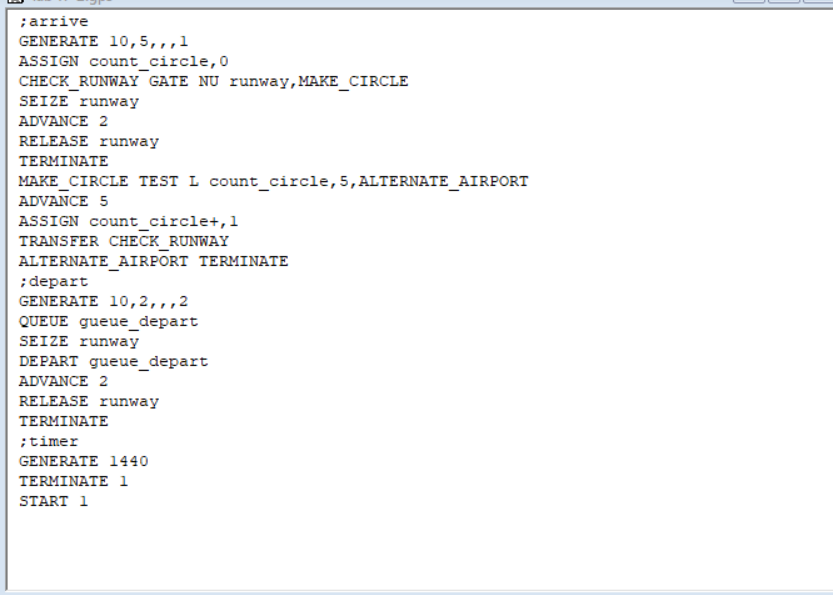 ;arrive
GENERATE 10,5,,,1
ASSIGN count_circle,0
CHECK_RUNWAY GATE NU runway,MAKE_CIRCLE
SEIZE runway
ADVANCE 2
RELEASE runway
TERMINATE
MAKE_CIRCLE TEST L count_circle,5,ALTERNATE_AIRPORT
ADVANCE 5
ASSIGN count_circle+,1
TRANSFER CHECK_RUNWAY
ALTERNATE_AIRPORT TERMINATE
;depart
GENERATE 10,2,,,2
QUEUE gueue_depart
SEIZE runway
DEPART gueue_depart
ADVANCE 2
RELEASE runway
TERMINATE
;timer
GENERATE 1440
TERMINATE 1
START 1